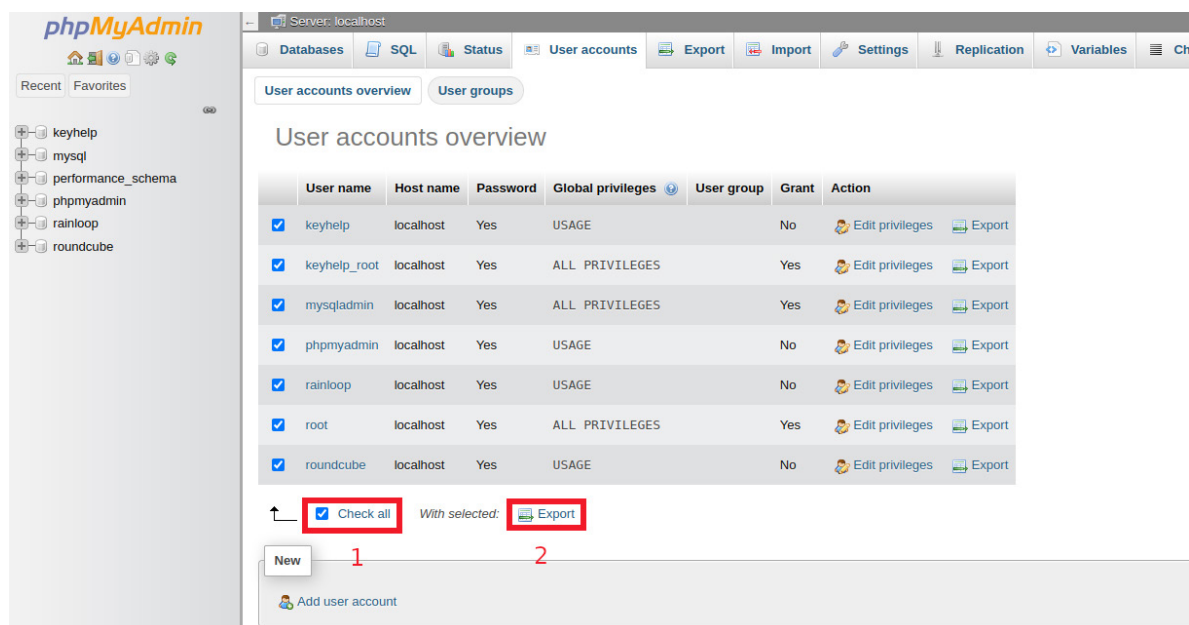 phpMyAdmin
Recent Favorites
keyhelp
mysql
performance_schema
phpmyadmin
rainloop
roundcube
Server: localhost
Databases SQL Status User accounts Export Import Settings Replication Variables Ch
User accounts overview User groups
User accounts overview
User name Host name Password Global privileges User group Grant Action
keyhelp localhost Yes USAGE No Edit privileges Export
keyhelp_root localhost Yes ALL PRIVILEGES Yes Edit privileges Export
mysqladmin localhost Yes ALL PRIVILEGES Yes Edit privileges Export
phpmyadmin localhost Yes USAGE No Edit privileges Export
rainloop localhost Yes USAGE No Edit privileges Export
root localhost Yes ALL PRIVILEGES Yes Edit privileges Export
roundcube localhost Yes USAGE No Edit privileges Export
Check all With selected: Export
1 2
New
Add user account